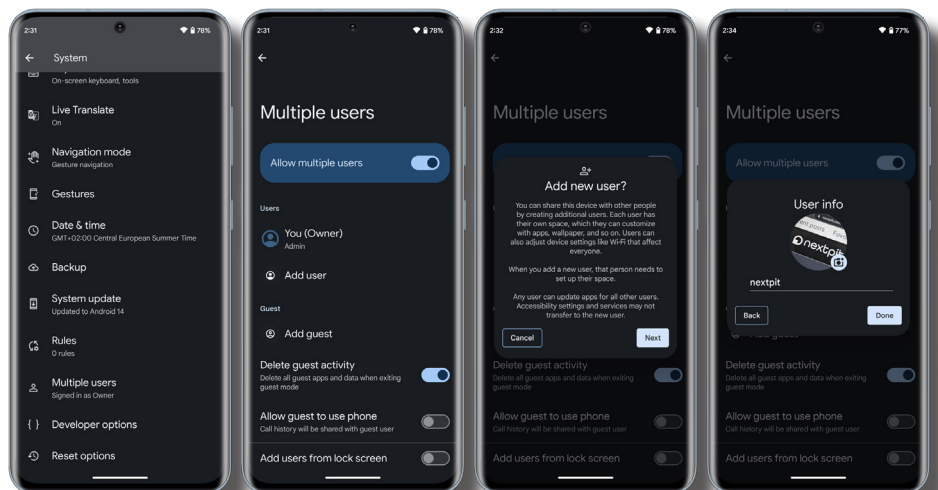 2:31
78%
System
On-screen keyboard, tools
Live Translate
On
Navigation mode
Gesture navigation
Gestures
Date & time
GMT+02:00 Central European Summer Time
Backup
System update
Updated to Android 14
Rules
0 rules
Multiple users
Signed in as Owner
{ } Developer options
Reset options
2:31
78%
Multiple users
Allow multiple users
Users
You (Owner)
Admin
Add user
Guest
Add guest
Delete guest activity
Delete all guest apps and data when exiting
guest mode
Allow guest to use phone
Call history will be shared with guest user
Add users from lock screen
2:32
78%
Multiple users
Add new user?
You can share this device with other people
by creating additional users. Each user has
their own space, which they can customize
with apps, wallpaper, and so on. Users can
also adjust device settings like Wi-Fi that affect
everyone.
When you add a new user, that person needs to
set up their space.
Any user can update apps for all other users.
Accessibility settings and services may not
transfer to the new user.
Cancel
Next
Delete guest activity
Delete all guest apps and data when exiting
guest mode
Allow guest to use phone
Call history will be shared with guest user
Add users from lock screen
2:34
77%
Multiple users
Allow multiple users
User info
nextpit
nextpit
Back
Done
Delete guest activity
Delete all guest apps and data when exiting
guest mode
Allow guest to use phone
Call history will be shared with guest user
Add users from lock screen